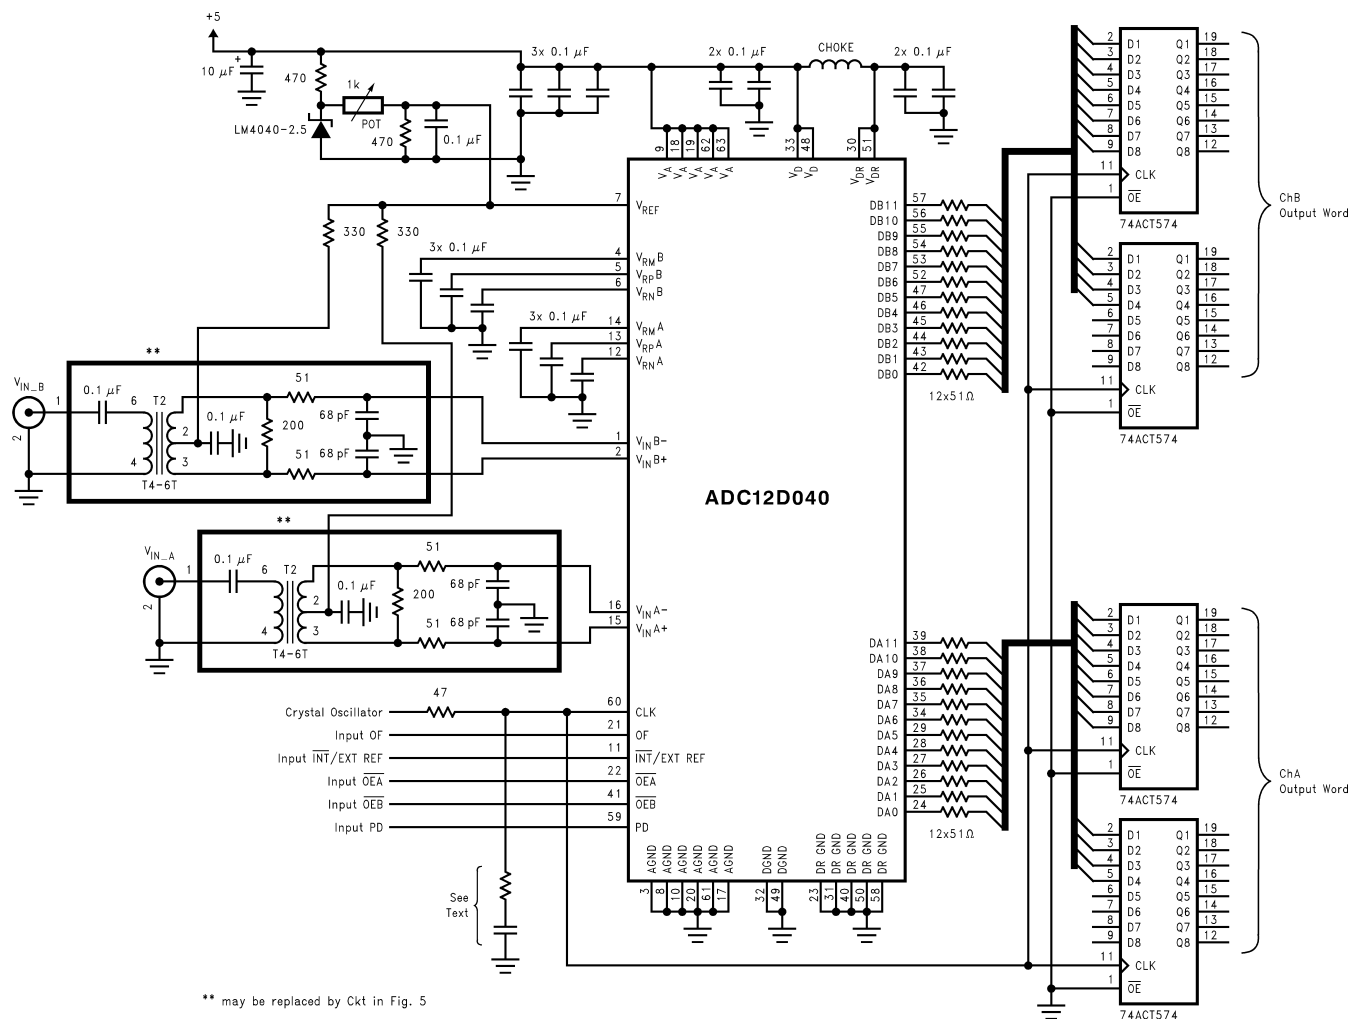 +5
10 µF
+
470
1k
POT
LM4040-2.5
470
0.1 µF
3x 0.1 µF
2x 0.1 µF
CHOKE
2x 0.1 µF
9
18
19
62
63
33
48
30
51
VA
VA
VA
VA
VA
VD
VD
VDR
VDR
7
VREF
330
330
3x 0.1 µF
4
VRMB
5
VRPB
6
VRNB
3x 0.1 µF
14
VRMA
13
VRPA
12
VRNA
**
VIN_B
1
2
0.1 µF
6
T2
4
2
3
T4-6T
0.1 µF
51
200
51
68 pF
68 pF
1
VINB-
2
VINB+
ADC12D040
**
VIN_A
1
2
0.1 µF
6
T2
4
2
3
T4-6T
0.1 µF
51
200
51
68 pF
68 pF
16
VINA-
15
VINA+
Crystal Oscillator
47
60
CLK
Input OF
21
OF
Input INT/EXT REF
11
INT/EXT REF
Input OEA
22
OEA
Input OEB
41
OEB
Input PD
59
PD
See
Text
AGND
AGND
AGND
AGND
AGND
AGND
DGND
DGND
DR GND
DR GND
DR GND
DR GND
DR GND
3
8
10
20
61
17
32
49
23
31
40
50
58
DB11 57
DB10 56
DB9 55
DB8 54
DB7 53
DB6 52
DB5 47
DB4 46
DB3 45
DB2 44
DB1 43
DB0 42
12x51Ω
DA11 39
DA10 38
DA9 37
DA8 36
DA7 35
DA6 34
DA5 29
DA4 28
DA3 27
DA2 26
DA1 25
DA0 24
12x51Ω
2 D1 Q1 19
3 D2 Q2 18
4 D3 Q3 17
5 D4 Q4 16
6 D5 Q5 15
7 D6 Q6 14
8 D7 Q7 13
9 D8 Q8 12
11 CLK
1 OE
74ACT574
2 D1 Q1 19
3 D2 Q2 18
4 D3 Q3 17
5 D4 Q4 16
6 D5 Q5 15
7 D6 Q6 14
8 D7 Q7 13
9 D8 Q8 12
11 CLK
1 OE
74ACT574
ChB
Output Word
2 D1 Q1 19
3 D2 Q2 18
4 D3 Q3 17
5 D4 Q4 16
6 D5 Q5 15
7 D6 Q6 14
8 D7 Q7 13
9 D8 Q8 12
11 CLK
1 OE
74ACT574
2 D1 Q1 19
3 D2 Q2 18
4 D3 Q3 17
5 D4 Q4 16
6 D5 Q5 15
7 D6 Q6 14
8 D7 Q7 13
9 D8 Q8 12
11 CLK
1 OE
74ACT574
ChA
Output Word
** may be replaced by Ckt in Fig. 5